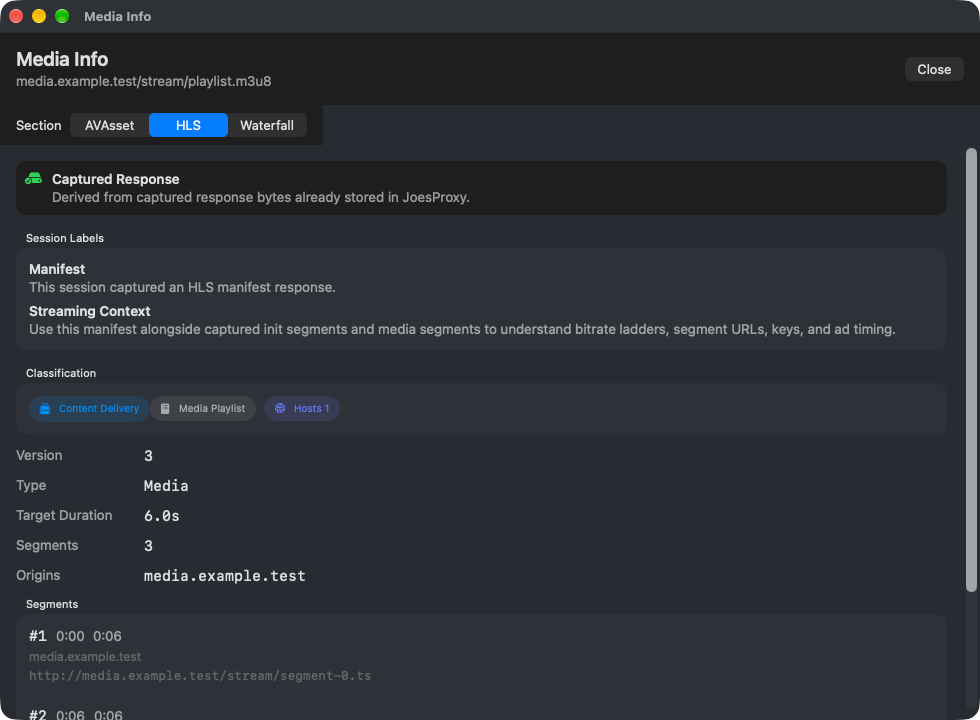 Media Info
Media Info
media.example.test/stream/playlist.m3u8
Close
Section AVAsset HLS Waterfall
Captured Response
Derived from captured response bytes already stored in JoesProxy.
Session Labels
Manifest
This session captured an HLS manifest response.
Streaming Context
Use this manifest alongside captured init segments and media segments to understand bitrate ladders, segment URLs, keys, and ad timing.
Classification
Content Delivery Media Playlist Hosts 1
Version 3
Type Media
Target Duration 6.0s
Segments 3
Origins media.example.test
Segments
#1 0:00 0:06
media.example.test
http://media.example.test/stream/segment-0.ts
#2 0:06 0:06